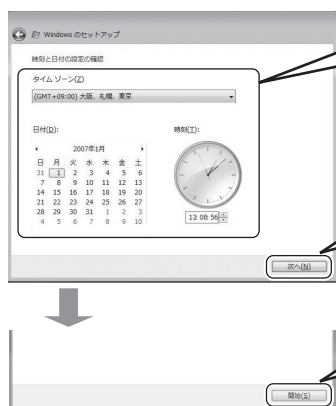 Windows のセットアップ
時刻と日付の設定の確認
タイム ゾーン(Z)
(GMT+09:00) 大阪、札幌、東京
日付(D):
時刻(T):
2007年1月
日 月 火 水 木 金 土
31 1 2 3 4 5 6
7 8 9 10 11 12 13
14 15 16 17 18 19 20
21 22 23 24 25 26 27
28 29 30 31 1 2 3
4 5 6 7 8 9 10
13:08:56
次へ(N)
開始(S)